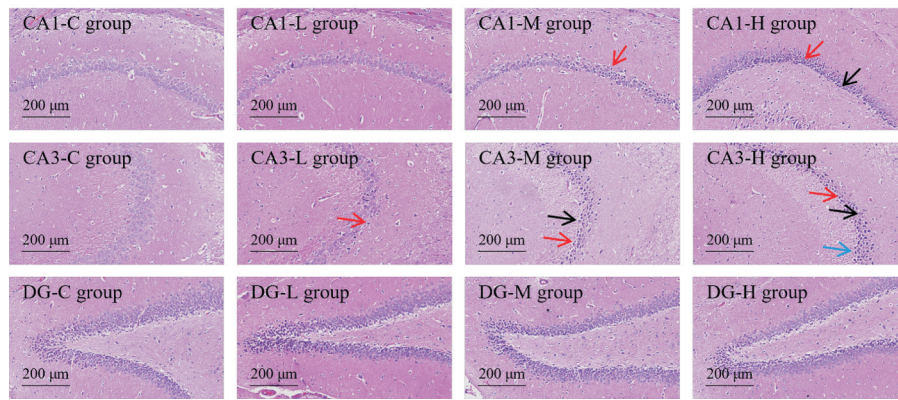 CA1-C group
200 μm
CA1-L group
200 μm
CA1-M group
200 μm
CA1-H group
200 μm
CA3-C group
200 μm
CA3-L group
200 μm
CA3-M group
200 μm
CA3-H group
200 μm
DG-C group
200 μm
DG-L group
200 μm
DG-M group
200 μm
DG-H group
200 μm